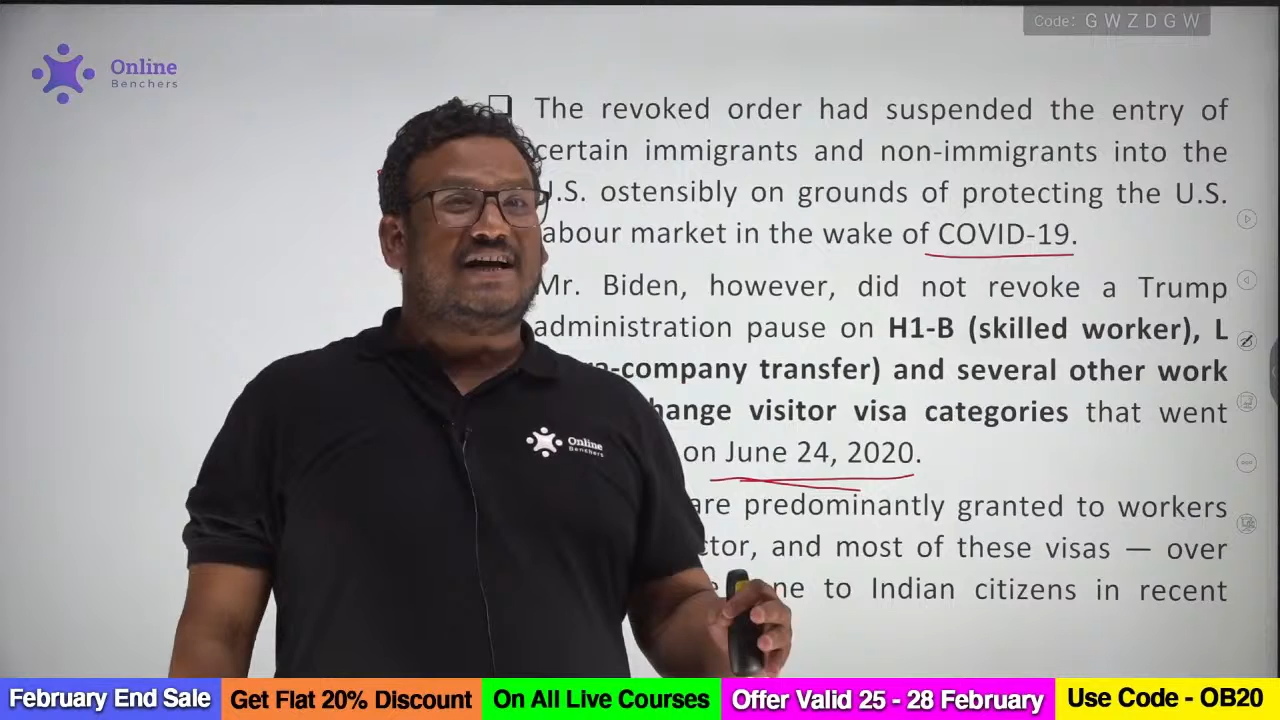 Code: G W Z D G W
Online
Benchers
The revoked order had suspended the entry of
certain immigrants and non-immigrants into the
U.S. ostensibly on grounds of protecting the U.S.
labour market in the wake of COVID-19.
Mr. Biden, however, did not revoke a Trump
administration pause on H1-B (skilled worker), L
-company transfer) and several other work
visitor visa categories that went
on June 24, 2020.
are predominantly granted to workers
and most of these visas — over
to Indian citizens in recent
Online
Benchers
February End Sale
Get Flat 20% Discount
On All Live Courses
Offer Valid 25 - 28 February
Use Code - OB20